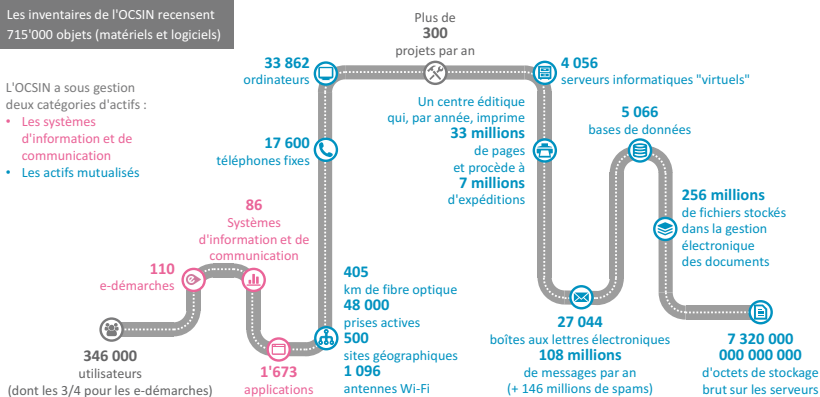 Les inventaires de l'OCSIN recensent
715'000 objets (matériels et logiciels)
L'OCSIN a sous gestion
deux catégories d'actifs :
• Les systèmes
d'information et de
communication
• Les actifs mutualisés
346 000
utilisateurs
(dont les 3/4 pour les e-démarches)
110
e-démarches
86
Systèmes
d'information et de
communication
1'673
applications
405
km de fibre optique
48 000
prises actives
500
sites géographiques
1 096
antennes Wi-Fi
17 600
téléphones fixes
33 862
ordinateurs
Plus de
300
projets par an
4 056
serveurs informatiques "virtuels"
Un centre éditique
qui, par année, imprime
33 millions
de pages
et procède à
7 millions
d'expéditions
27 044
boîtes aux lettres électroniques
108 millions
de messages par an
(+ 146 millions de spams)
5 066
bases de données
256 millions
de fichiers stockés
dans la gestion
électronique
des documents
7 320 000
000 000 000
d'octets de stockage
brut sur les serveurs